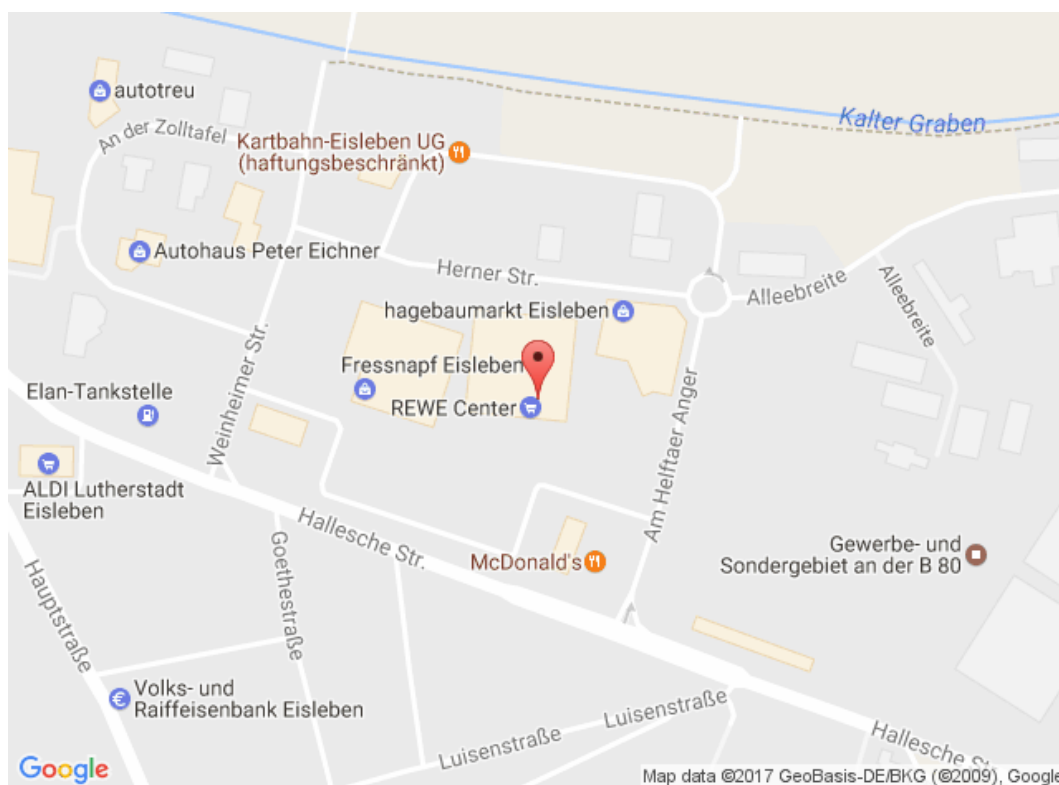 autotreu
An der Zolltafel
Kartbahn-Eisleben UG
(haftungsbeschränkt)
Kalter Graben
Autohaus Peter Eichner
Herner Str.
Alleebreite
Alleebreite
hagebaumarkt Eisleben
Weinheimer Str.
Fressnapf Eisleben
Elan-Tankstelle
REWE Center
Am Helftaer Anger
ALDI Lutherstadt
Eisleben
Hallesche Str.
Goethestraße
McDonald's
Gewerbe- und
Sondergebiet an der B 80
Hauptstraße
Volks- und
Raiffeisenbank Eisleben
Luisenstraße
Luisenstraße
Hallesche Str.
Google
Map data ©2017 GeoBasis-DE/BKG (©2009), Google